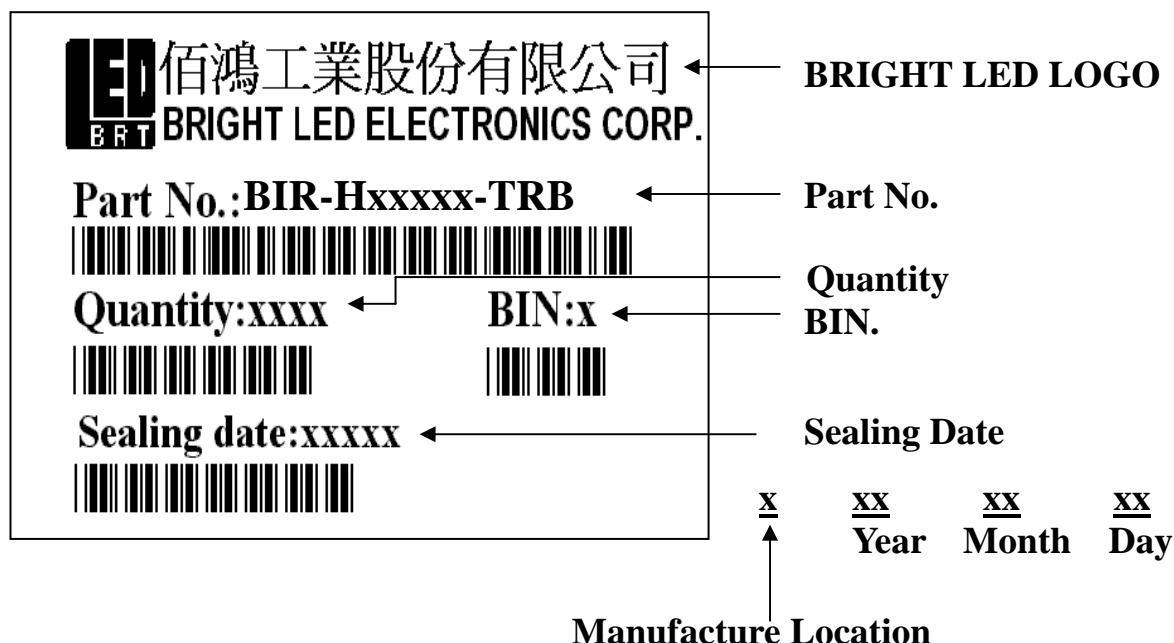 LED 佰鴻工業股份有限公司
BRT BRIGHT LED ELECTRONICS CORP.
BRIGHT LED LOGO
Part No.:BIR-Hxxxxx-TRB
Part No.
Quantity:xxxx
BIN:x
Quantity
BIN.
Sealing date:xxxxx
Sealing Date
x xx xx xx
Year Month Day
Manufacture Location